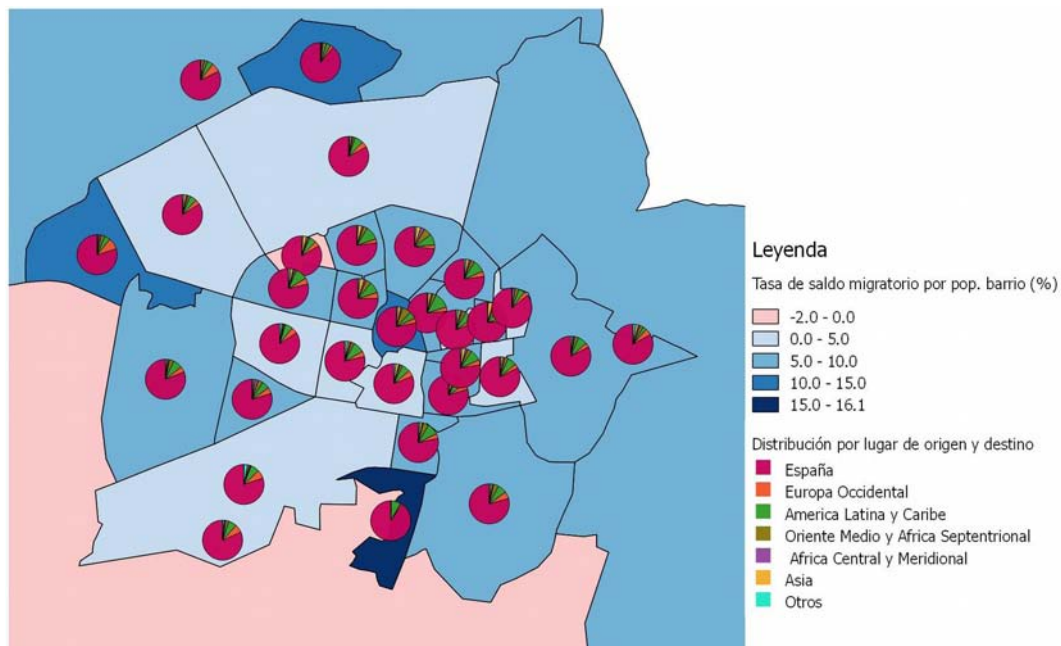 Leyenda
Tasa de saldo migratorio por pop. barrio (%)
-2.0 - 0.0
0.0 - 5.0
5.0 - 10.0
10.0 - 15.0
15.0 - 16.1
Distribución por lugar de origen y destino
España
Europa Occidental
America Latina y Caribe
Oriente Medio y Africa Septentrional
Africa Central y Meridional
Asia
Otros